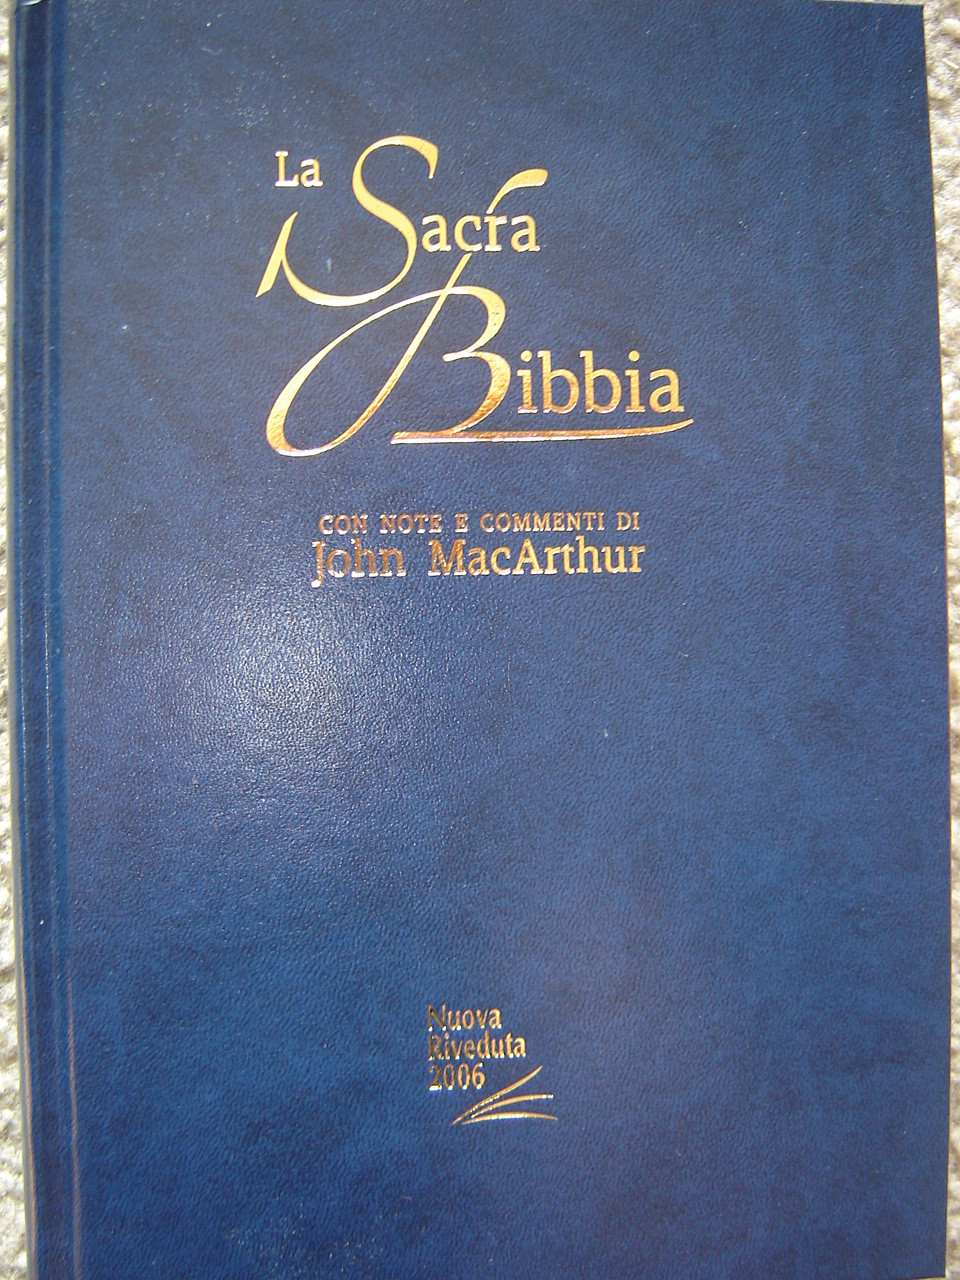 La
Sacra
Bibbia
CON NOTE E COMMENTI DI
John MacArthur
Nuova
Riveduta
2006